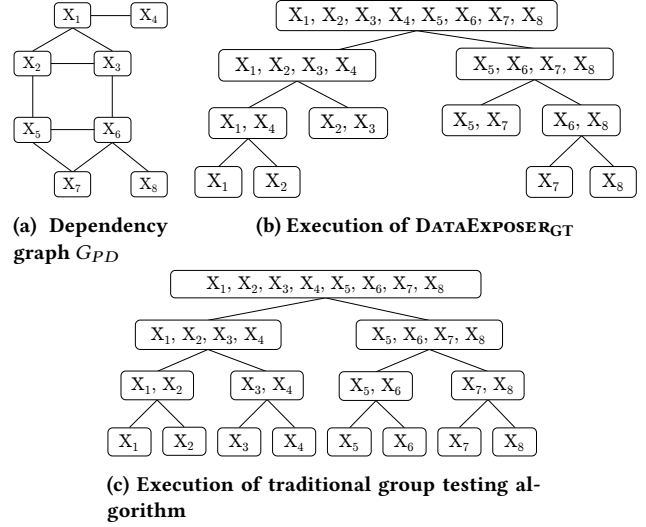 X₁ X₄
X₂ X₃
X₅ X₆
X₇ X₈
(a) Dependency
graph G_PD
X₁, X₂, X₃, X₄, X₅, X₆, X₇, X₈
X₁, X₂, X₃, X₄ X₅, X₆, X₇, X₈
X₁, X₄ X₂, X₃ X₅, X₇ X₆, X₈
X₁ X₂ X₇ X₈
(b) Execution of DATAEXPOSER_GT
X₁, X₂, X₃, X₄, X₅, X₆, X₇, X₈
X₁, X₂, X₃, X₄ X₅, X₆, X₇, X₈
X₁, X₂ X₃, X₄ X₅, X₆ X₇, X₈
X₁ X₂ X₃ X₄ X₅ X₆ X₇ X₈
(c) Execution of traditional group testing al-
gorithm